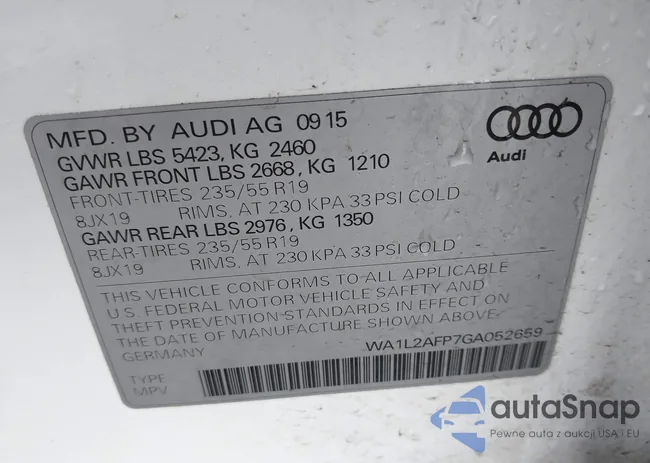 MFD. BY AUDI AG 09 15
GVWR LBS 5423, KG 2460
GAWR FRONT LBS 2668, KG 1210
FRONT-TIRES 235/55 R19
8JX19 RIMS, AT 230 KPA 33 PSI COLD
GAWR REAR LBS 2976, KG 1350
REAR-TIRES 235/55 R19
8JX19 RIMS, AT 230 KPA 33 PSI COLD
THIS VEHICLE CONFORMS TO ALL APPLICABLE
U.S. FEDERAL MOTOR VEHICLE SAFETY AND
THEFT PREVENTION STANDARDS IN EFFECT ON
THE DATE OF MANUFACTURE SHOWN ABOVE.
GERMANY WA1L2AFP7GA052659
TYPE
MPV
Audi
autaSnap
Pewne auta z aukcji USA i EU